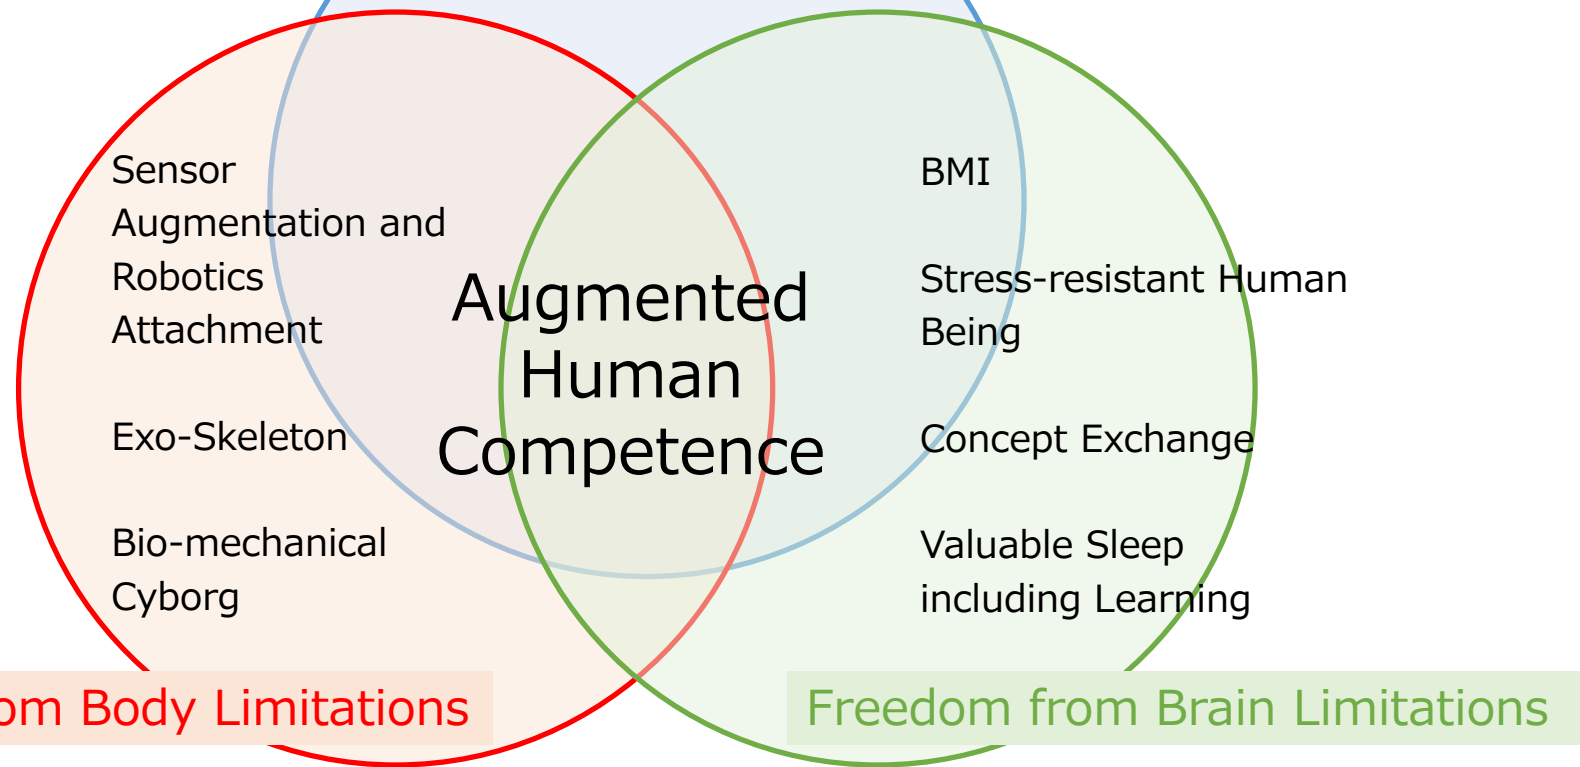 Sensor
Augmentation and
Robotics
Attachment
Exo-Skeleton
Bio-mechanical
Cyborg
Augmented
Human
Competence
BMI
Stress-resistant Human
Being
Concept Exchange
Valuable Sleep
including Learning
om Body Limitations
Freedom from Brain Limitations